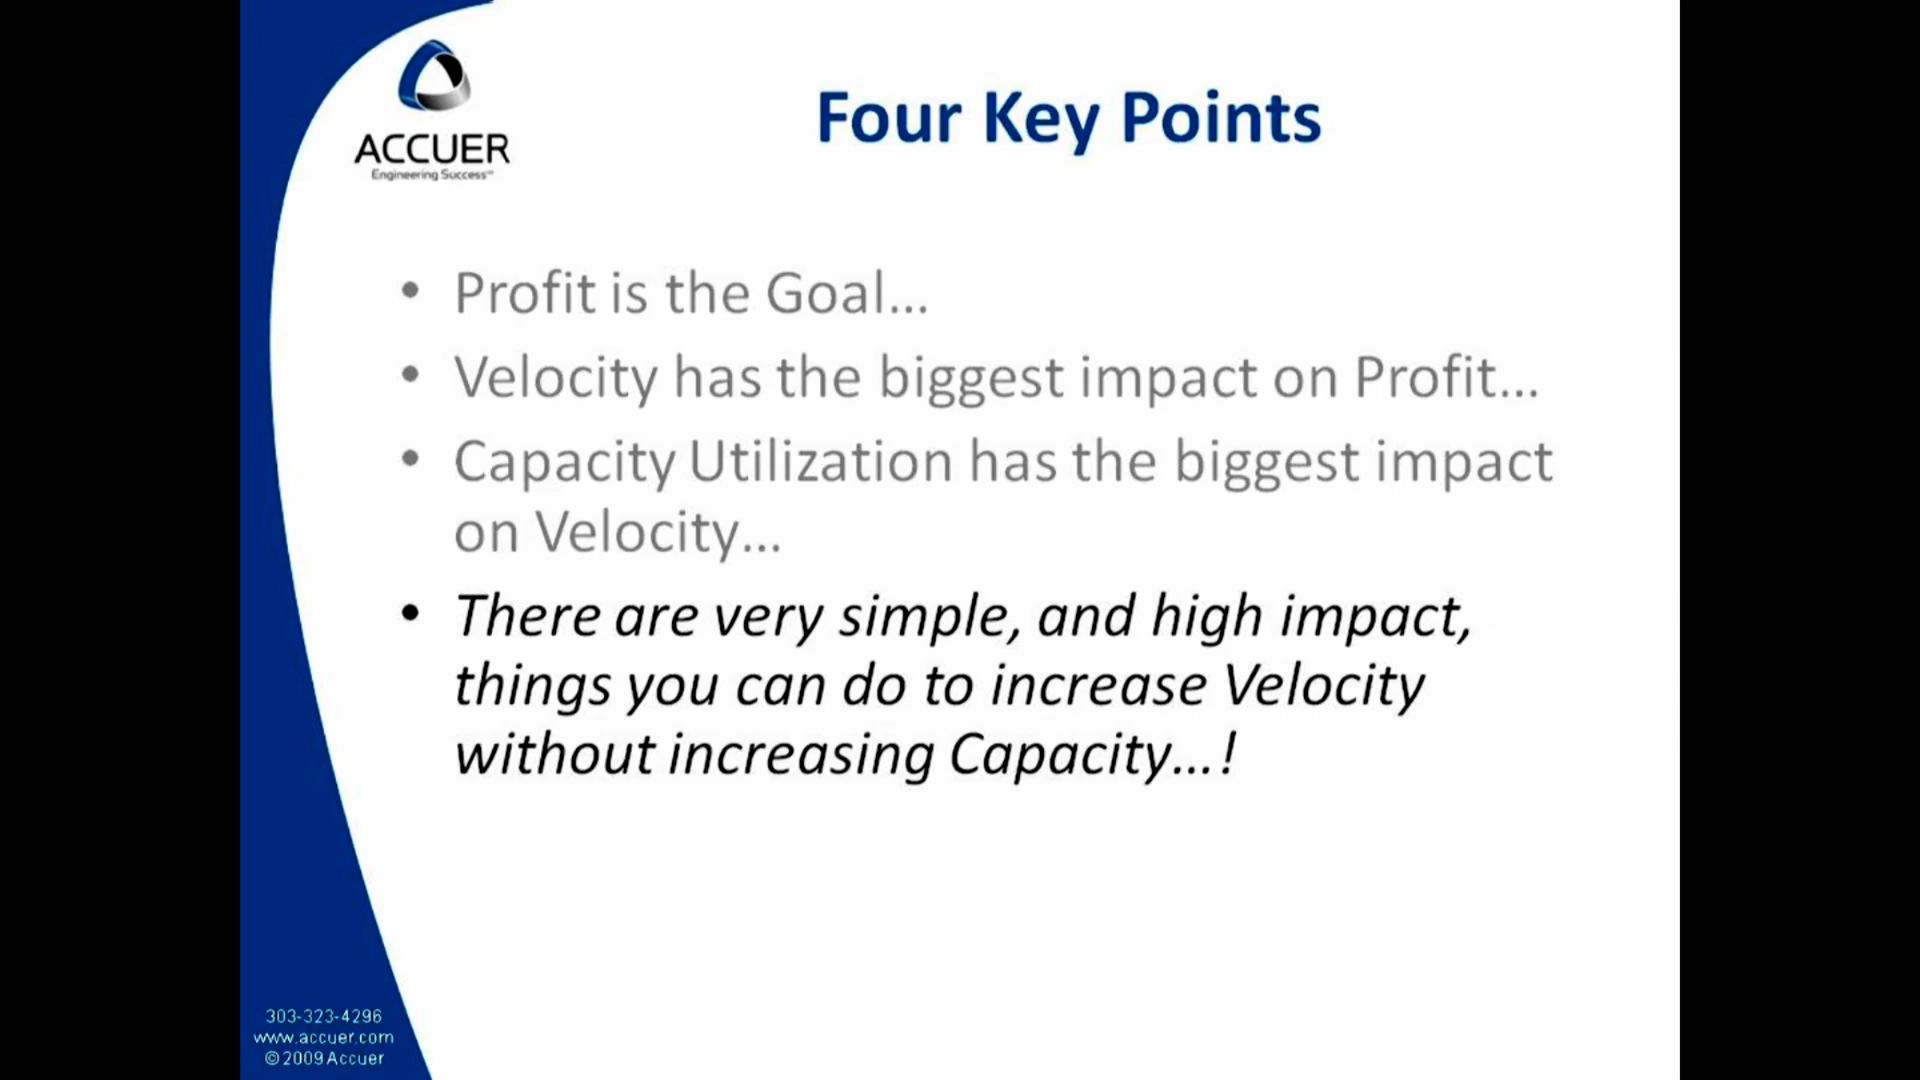 ACCUER
Engineering Success℠
Four Key Points
• Profit is the Goal...
• Velocity has the biggest impact on Profit...
• Capacity Utilization has the biggest impact
on Velocity...
• There are very simple, and high impact,
things you can do to increase Velocity
without increasing Capacity...!
303-323-4296
www.accuer.com
©2009 Accuer